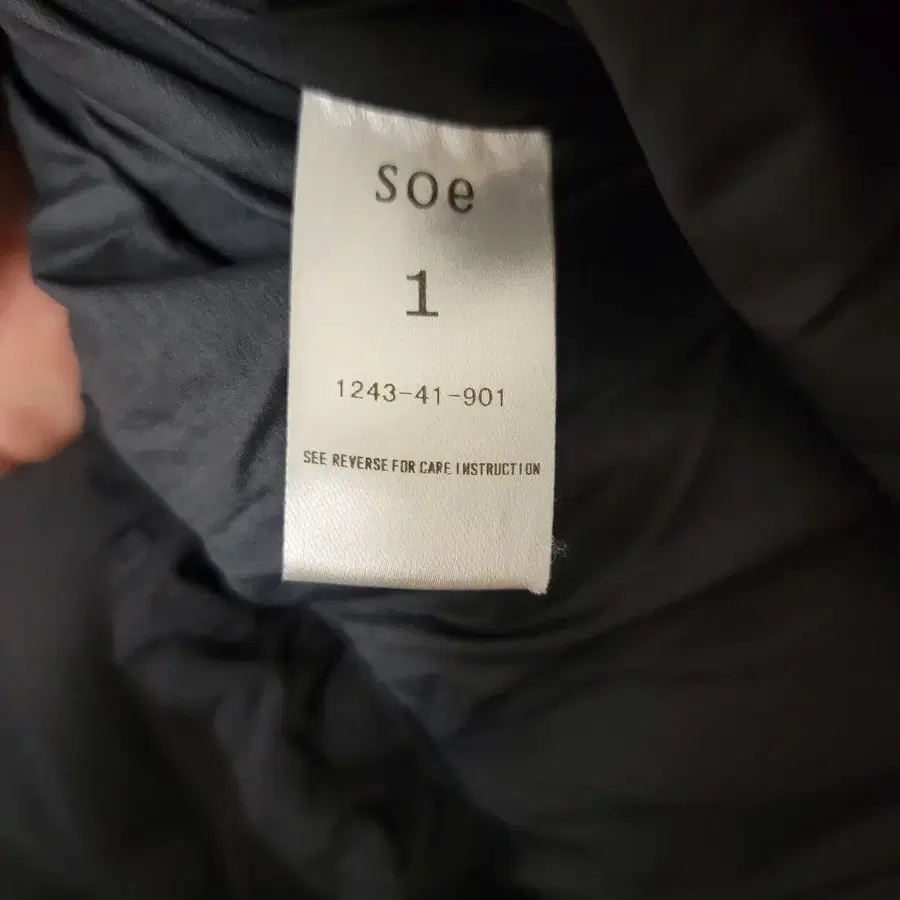 soe
1
1243-41-901
SEE REVERSE FOR CARE INSTRUCTION